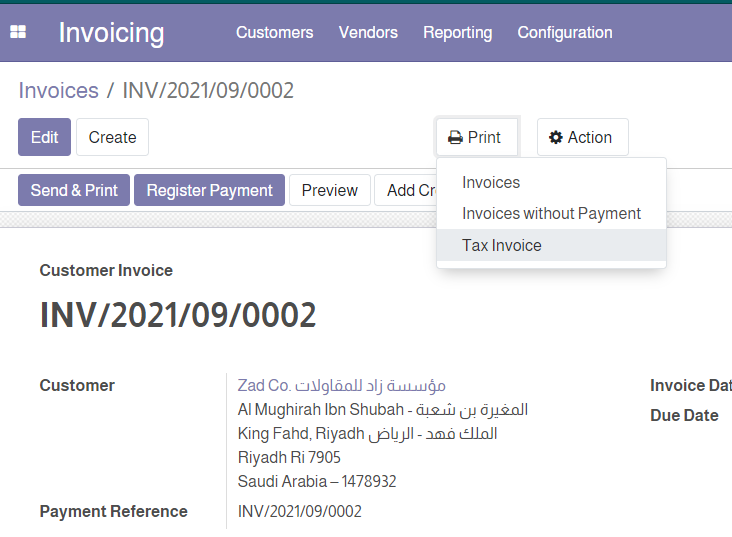 Invoicing
Customers Vendors Reporting Configuration
Invoices / INV/2021/09/0002
Edit Create Print Action
Send & Print Register Payment Preview Add
Invoices
Invoices without Payment
Tax Invoice
Customer Invoice
INV/2021/09/0002
Customer
Zad Co. مؤسسة زاد للمقاولات
Al Mughirah Ibn Shubah - المغيرة بن شعبة
King Fahd, Riyadh الملك فهد - الرياض
Riyadh Ri 7905
Saudi Arabia – 1478932
Invoice Dat
Due Date
Payment Reference INV/2021/09/0002